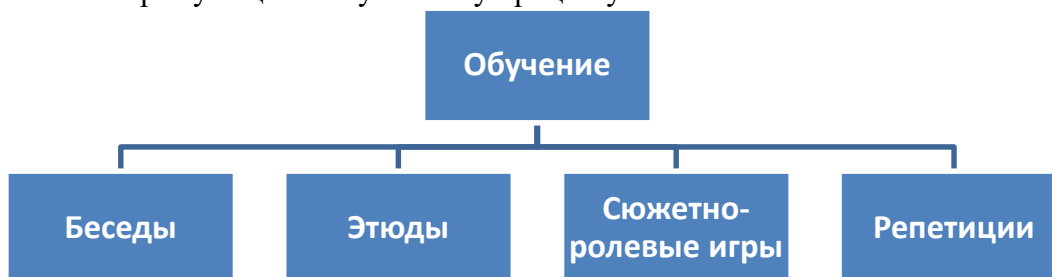 Обучение
Беседы
Этюды
Сюжетно-
ролевые игры
Репетиции